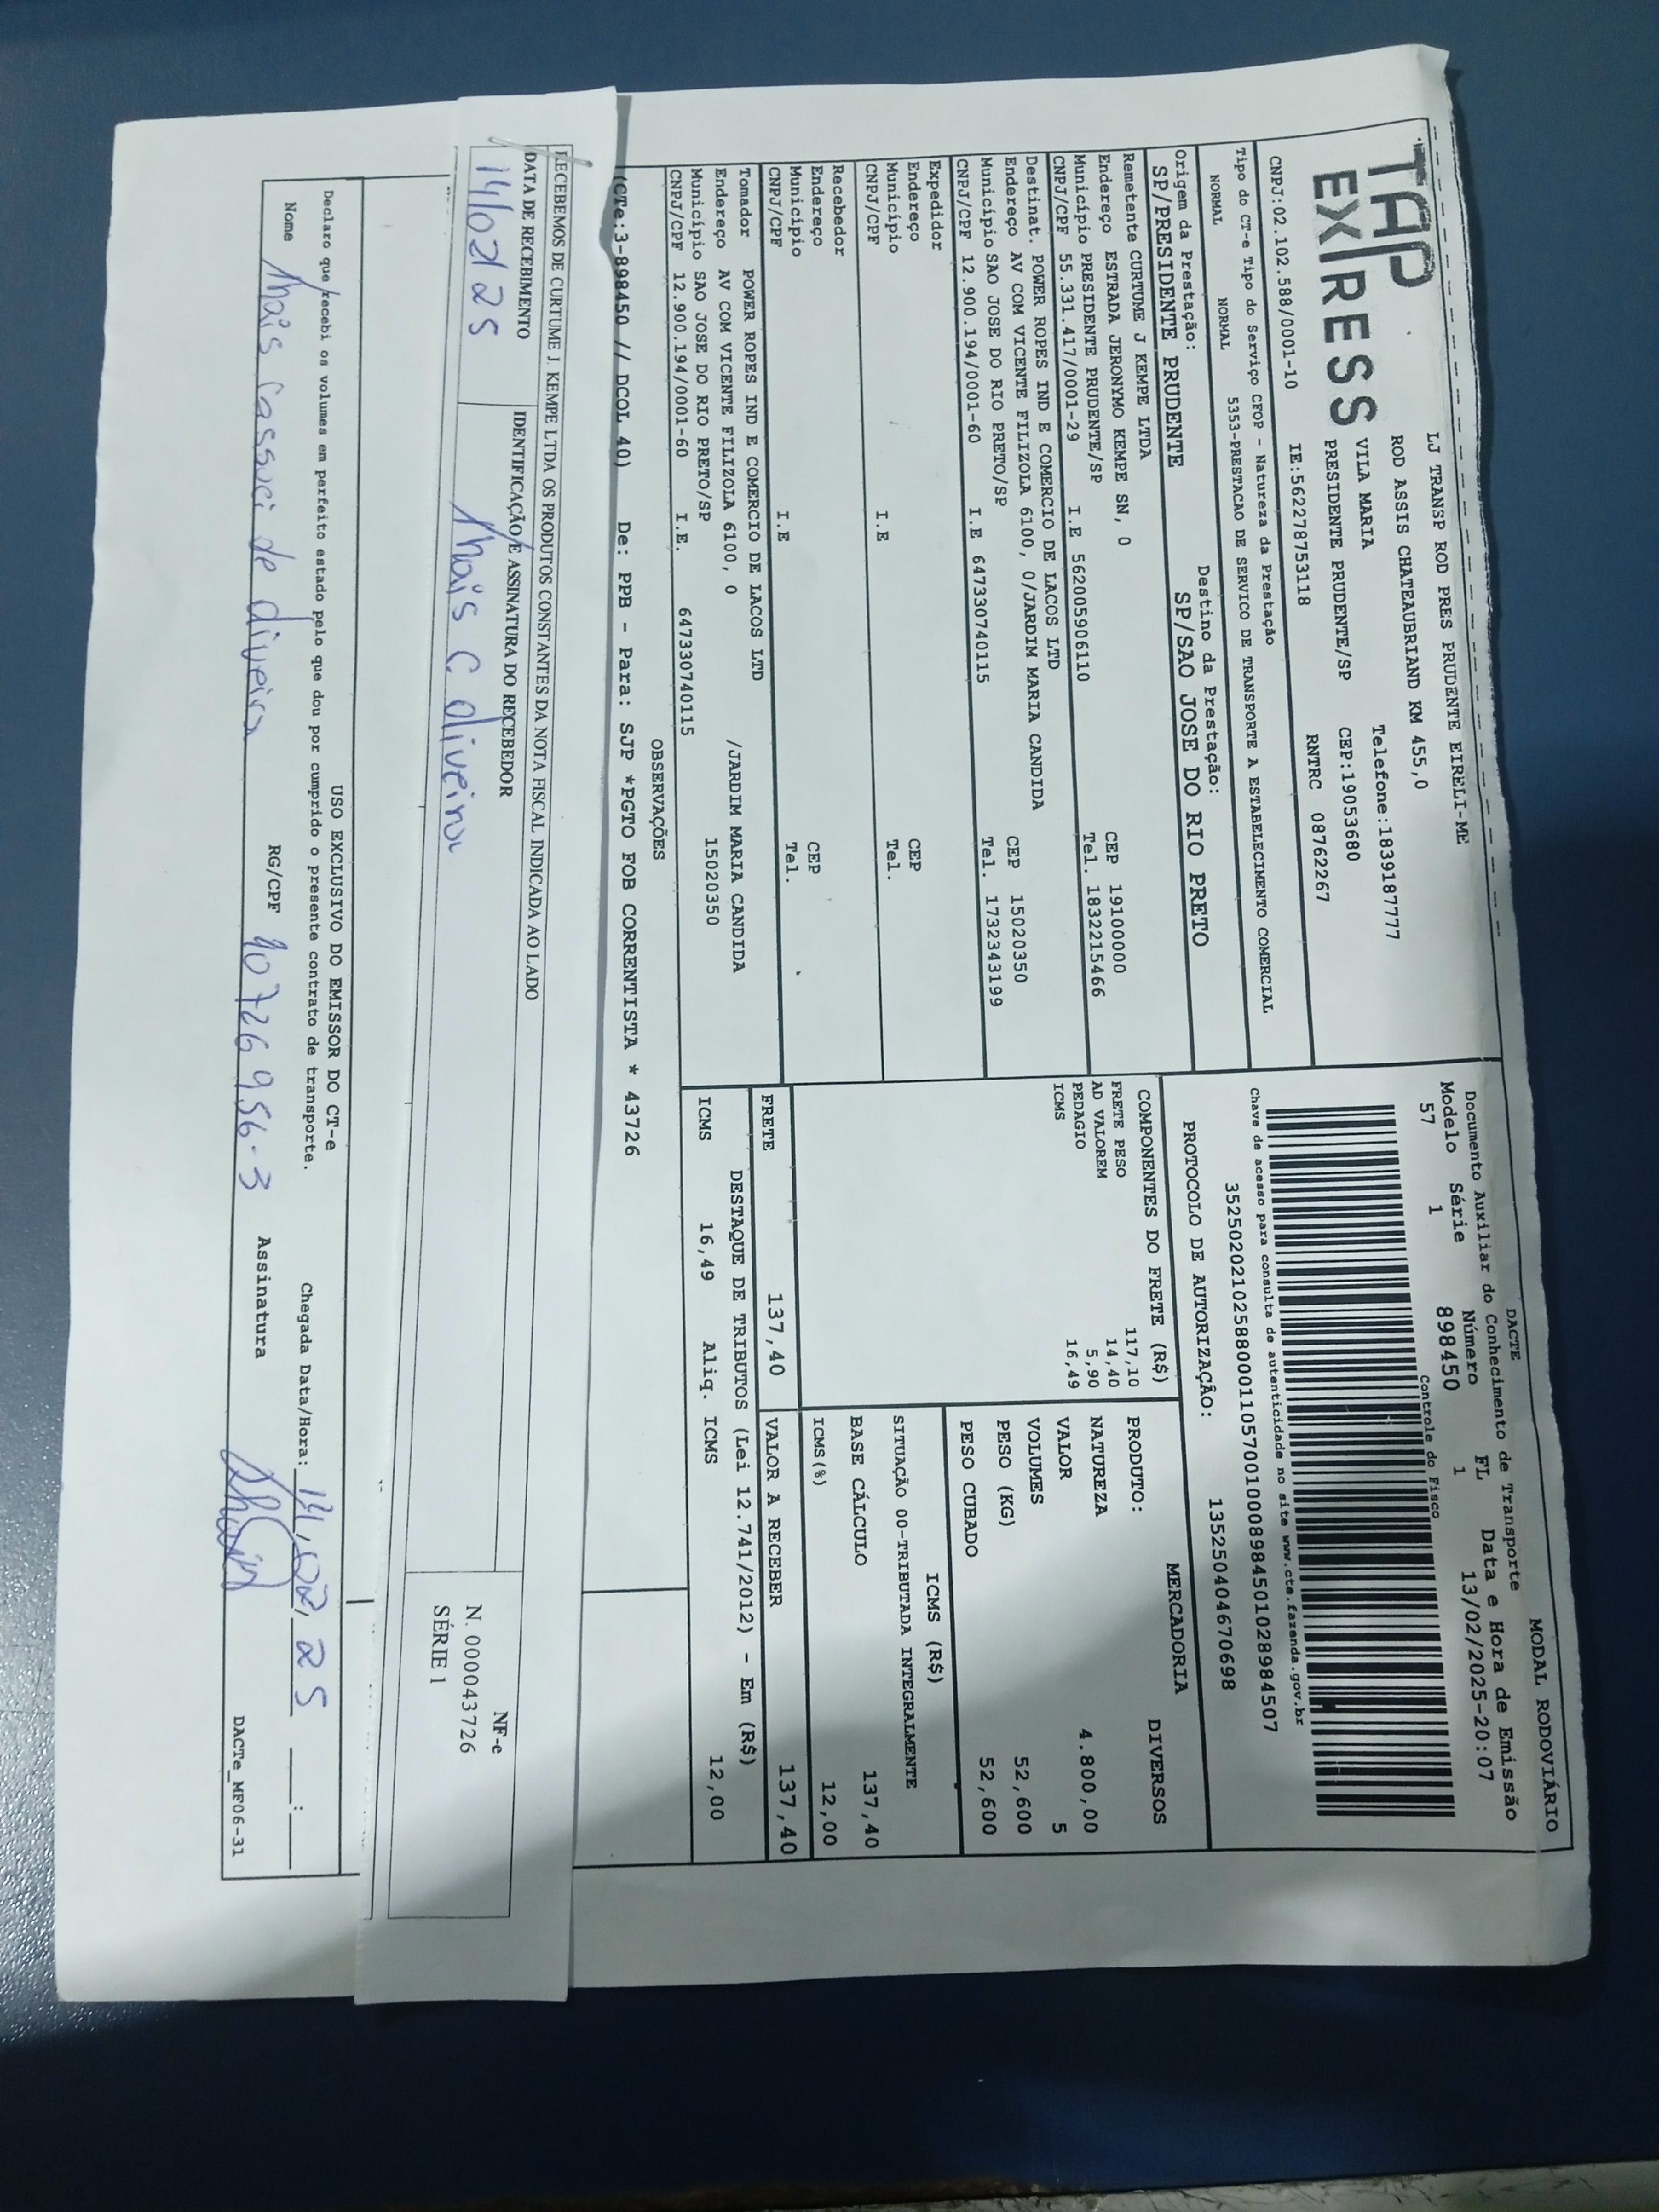 TAP
EXPRESS
LJ TRANSP ROD PRES PRUDENTE EIRELI-ME
ROD ASSIS CHATEAUBRIAND KM 455,0
VILA MARIA Telefone:1839187777
PRESIDENTE PRUDENTE/SP CEP:19053680
CNPJ:02.102.588/0001-10 IE:562278753118 RNTRC 08762267
Tipo do CT-e Tipo do Serviço CFOP - Natureza da Prestação
NORMAL NORMAL 5353-PRESTACAO DE SERVICO DE TRANSPORTE A ESTABELECIMENTO COMERCIAL
Origem da Prestação: Destino da Prestação:
SP/PRESIDENTE PRUDENTE SP/SAO JOSE DO RIO PRETO
Remetente CURTUME J KEMPE LTDA
Endereço ESTRADA JERONYMO KEMPE SN, 0 CEP 19100000
Município PRESIDENTE PRUDENTE/SP Tel. 1832215466
CNPJ/CPF 55.331.417/0001-29 I.E 562005906110
Destinat. POWER ROPES IND E COMERCIO DE LACOS LTD
Endereço AV COM VICENTE FILIZOLA 6100, 0/JARDIM MARIA CANDIDA CEP 15020350
Município SAO JOSE DO RIO PRETO/SP Tel. 1732343199
CNPJ/CPF 12.900.194/0001-60 I.E 647330740115
Expedidor
Endereço CEP
Município Tel.
CNPJ/CPF I.E
Recebedor
Endereço CEP
Município Tel.
CNPJ/CPF I.E
Tomador POWER ROPES IND E COMERCIO DE LACOS LTD
Endereço AV COM VICENTE FILIZOLA 6100, 0 /JARDIM MARIA CANDIDA
Município SAO JOSE DO RIO PRETO/SP 15020350
CNPJ/CPF 12.900.194/0001-60 I.E. 647330740115
MODAL RODOVIÁRIO
DACTE
Documento Auxiliar do Conhecimento de Transporte
Modelo Série Número FL Data e Hora de Emissão
57 1 898450 1 13/02/2025-20:07
Controle do Fisco
Chave de acesso para consulta de autenticidade no site www.cte.fazenda.gov.br
35250202102588000110570010008984501028984507
PROTOCOLO DE AUTORIZAÇÃO: 135250404670698
COMPONENTES DO FRETE (R$)
FRETE PESO 117,10
AD VALOREM 14,40
PEDAGIO 5,90
ICMS 16,49
MERCADORIA
PRODUTO: DIVERSOS
NATUREZA
VALOR 4.800,00
VOLUMES 5
PESO (KG) 52,600
PESO CUBADO 52,600
ICMS (R$)
SITUAÇÃO 00-TRIBUTADA INTEGRALMENTE
BASE CÁLCULO 137,40
ICMS(%) 12,00
FRETE 137,40 VALOR A RECEBER 137,40
DESTAQUE DE TRIBUTOS (Lei 12.741/2012) - Em (R$)
ICMS 16,49 Aliq. ICMS 12,00
OBSERVAÇÕES
(CTe:3-898450 // DCOL 40) De: PPB - Para: SJP *PGTO FOB CORRENTISTA * 43726
RECEBEMOS DE CURTUME J. KEMPE LTDA OS PRODUTOS CONSTANTES DA NOTA FISCAL INDICADA AO LADO
DATA DE RECEBIMENTO IDENTIFICAÇÃO E ASSINATURA DO RECEBEDOR
14/02/25 Thais C Oliveira
NF-e
N. 000043726
SÉRIE 1
USO EXCLUSIVO DO EMISSOR DO CT-e
Declaro que recebi os volumes em perfeito estado pelo que dou por cumprido o presente contrato de transporte. Chegada Data/Hora: 14/02/25 __:__
Nome Thais Cassuci de Oliveira RG/CPF 40726956-3 Assinatura
DACTe_MF06-31